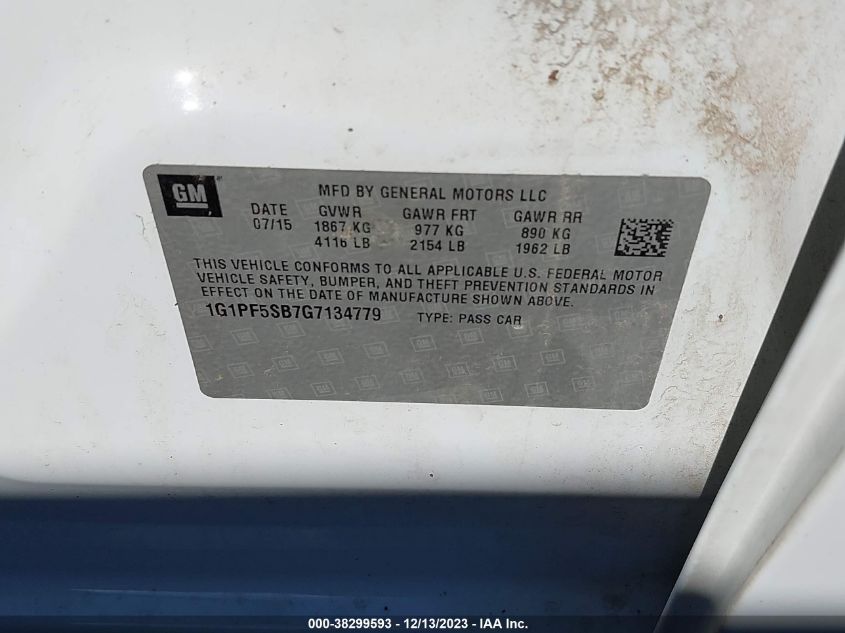 GM
MFD BY GENERAL MOTORS LLC
DATE GVWR GAWR FRT GAWR RR
07/15 1867 KG 977 KG 890 KG
4116 LB 2154 LB 1962 LB
THIS VEHICLE CONFORMS TO ALL APPLICABLE U.S. FEDERAL MOTOR
VEHICLE SAFETY, BUMPER, AND THEFT PREVENTION STANDARDS IN
EFFECT ON THE DATE OF MANUFACTURE SHOWN ABOVE.
1G1PF5SB7G7134779 TYPE: PASS CAR
000-38299593 - 12/13/2023 - IAA Inc.